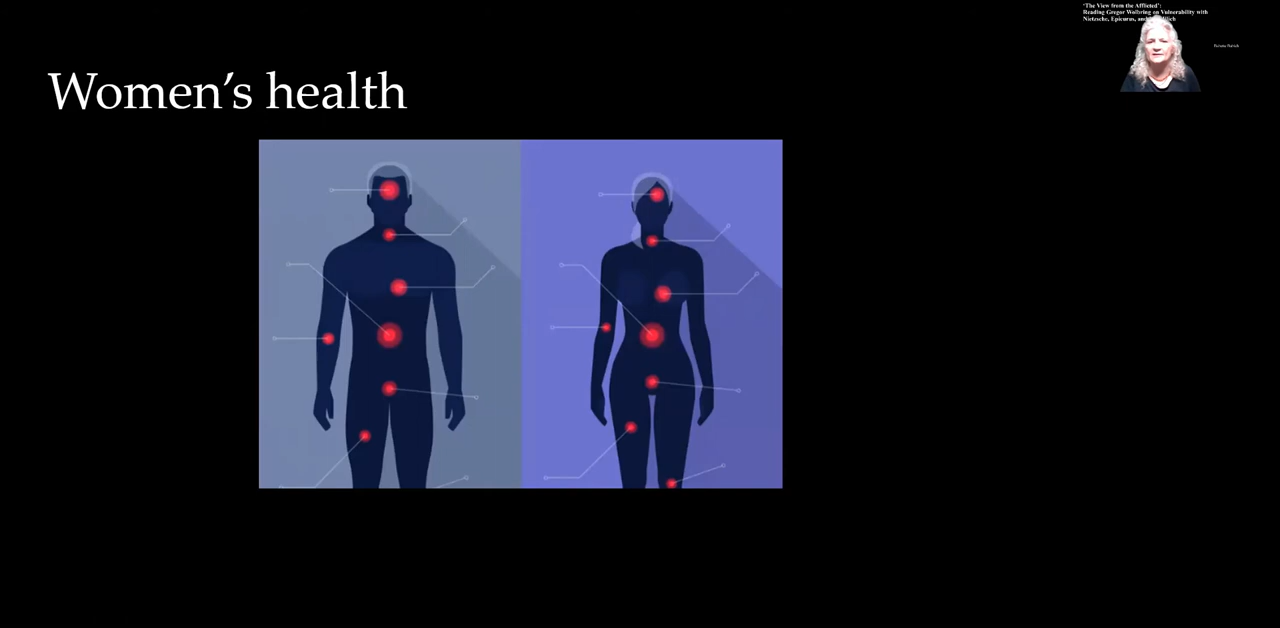 'The View from the Afflicted':
Reading Gregor Wolbring on Vulnerability with
Nietzsche, Epicurus, and
Women's health